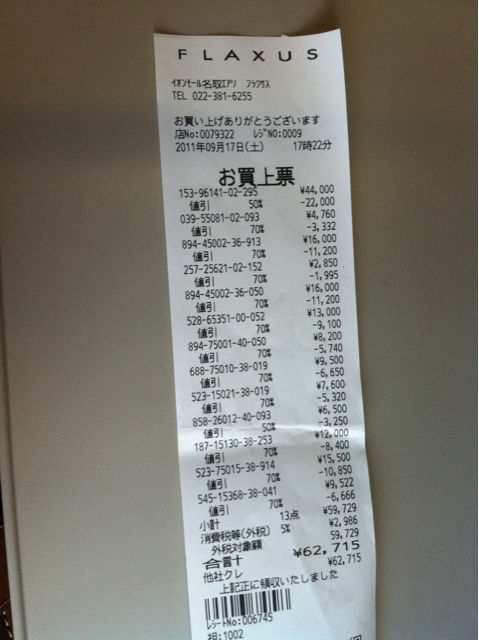 FLAXUS
イオンモール名取エアリ フラクサス
TEL 022-381-6255
お買い上げありがとうございます
店No:0079322 レジNO:0009
2011年09月17日(土) 17時22分
お買上票
153-96141-02-295 ¥44,000
値引 50% -22,000
039-55081-02-093 ¥4,760
値引 70% -3,332
894-45002-36-913 ¥16,000
値引 70% -11,200
257-25621-02-152 ¥2,850
値引 70% -1,995
894-45002-36-050 ¥16,000
値引 70% -11,200
528-65351-00-052 ¥13,000
値引 70% -9,100
894-75001-40-050 ¥8,200
値引 70% -5,740
688-75010-38-019 ¥9,500
値引 70% -6,650
523-15021-38-019 ¥7,600
値引 70% -5,320
858-26012-40-093 ¥6,500
値引 50% -3,250
187-15130-38-253 ¥12,000
値引 70% -8,400
523-75015-38-914 ¥15,500
値引 70% -10,850
545-15368-38-041 ¥9,522
値引 70% -6,666
小計 13点 ¥59,729
消費税等(外税) 5% ¥2,986
外税対象額 59,729
合計 ¥62,715
他社クレ ¥62,715
上記正に領収いたしました
レシートNo:006745
担:1002